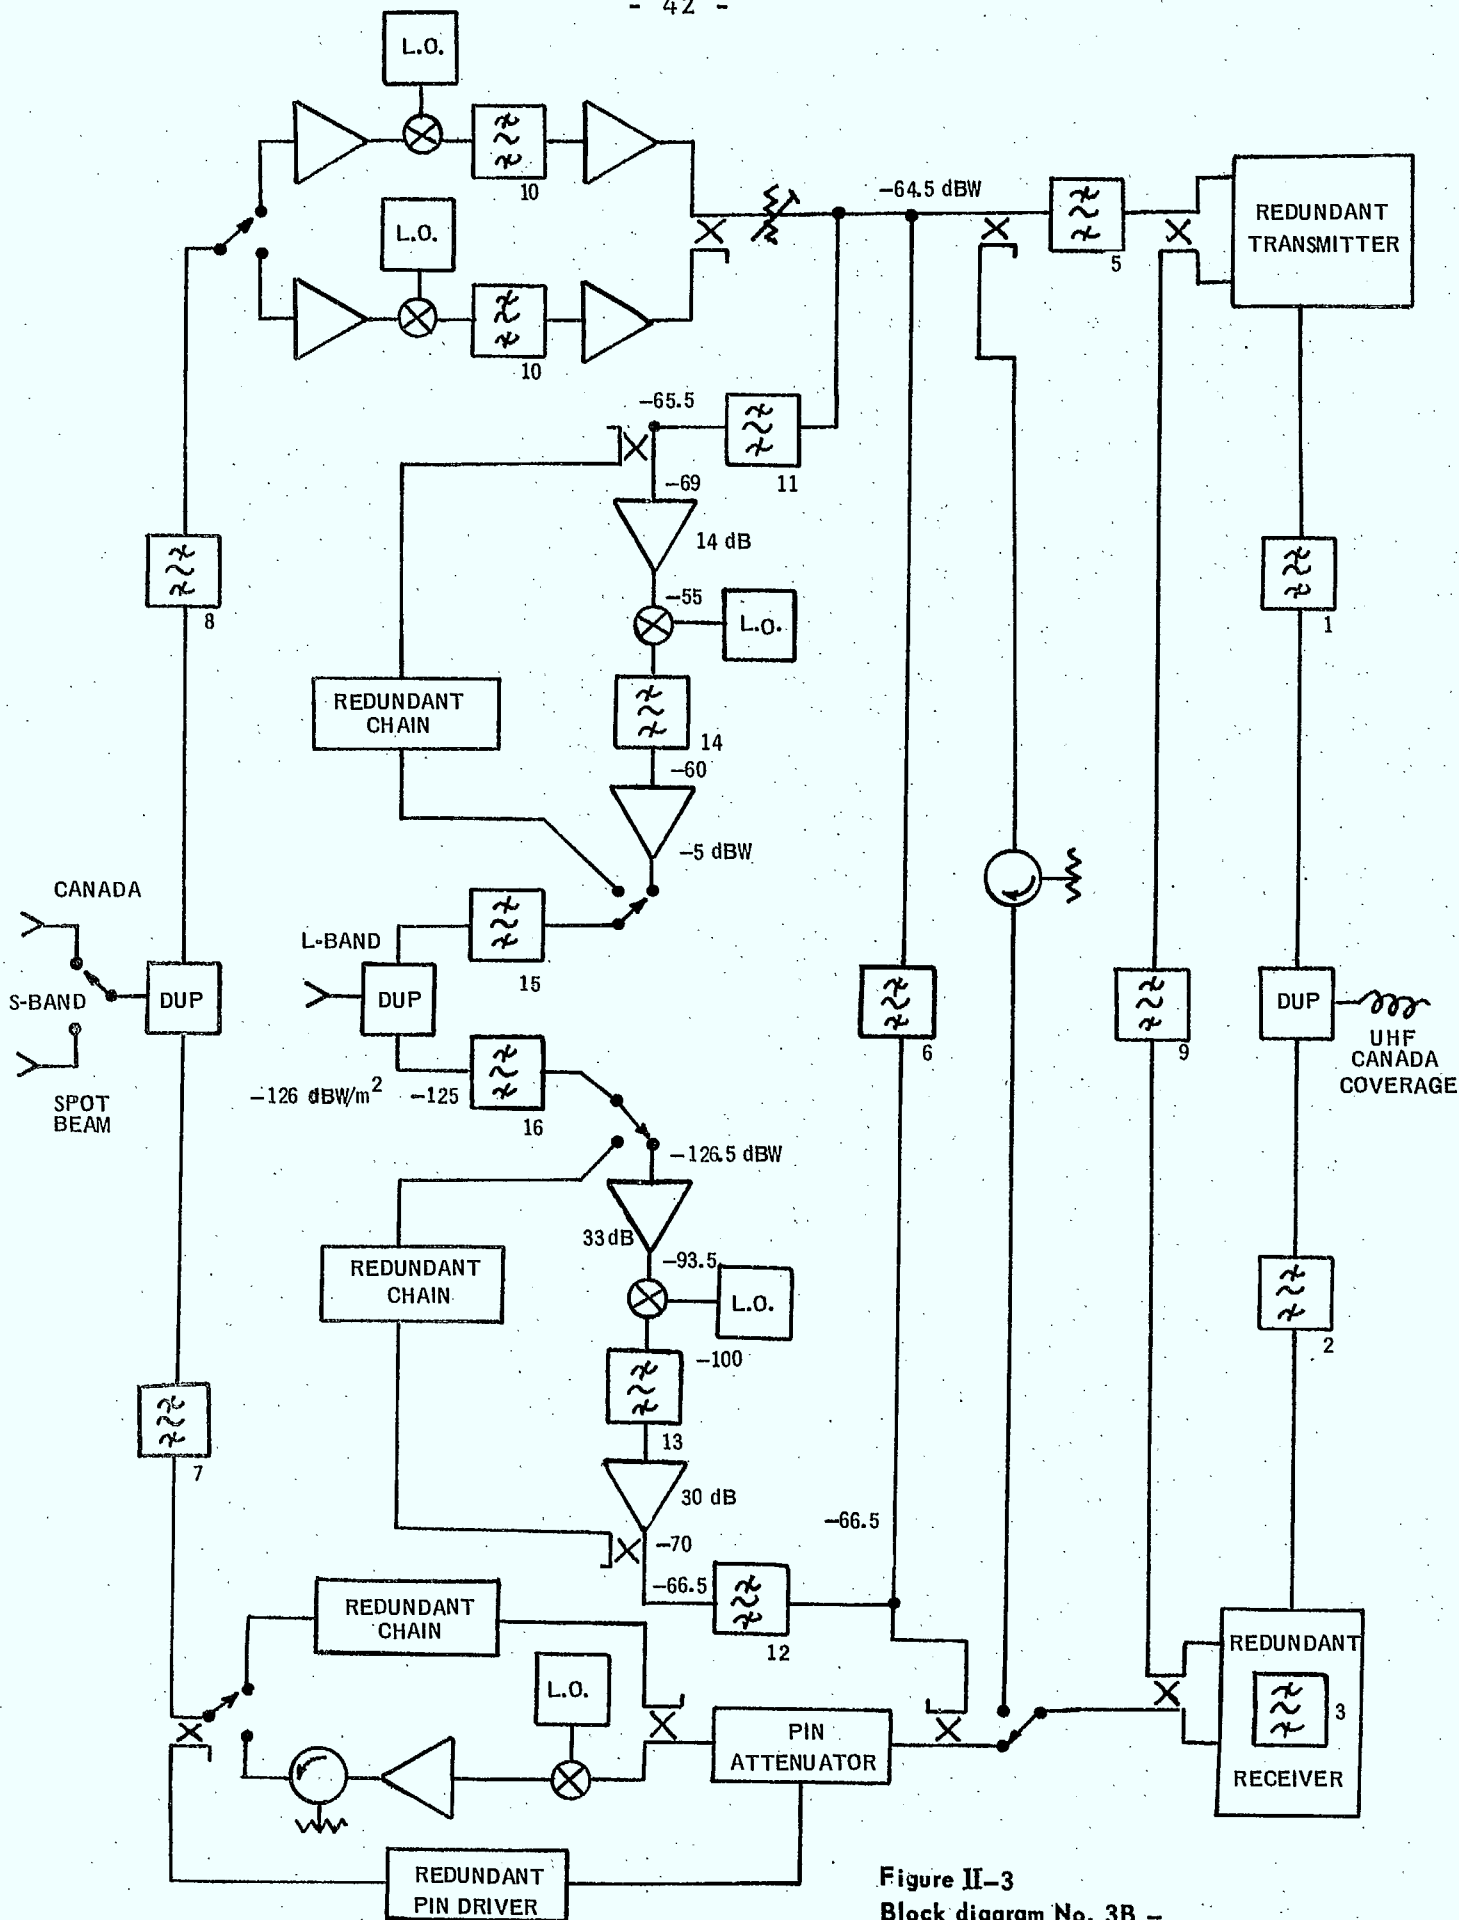 - 42 -
L.O.
10
-64.5 dBW
REDUNDANT
TRANSMITTER
L.O.
5
10
-65.5
11
-69
14 dB
8
-55
L.O.
1
REDUNDANT
CHAIN
14
-60
-5 dBW
CANADA
L-BAND
15
S-BAND
DUP
DUP
DUP
6
9
UHF
CANADA
COVERAGE
-126 dBW/m2
-125
SPOT
BEAM
16
-126.5 dBW
33 dB
-93.5
REDUNDANT
CHAIN
L.O.
2
-100
13
7
30 dB
-66.5
-70
-66.5
REDUNDANT
CHAIN
12
REDUNDANT
L.O.
3
PIN
ATTENUATOR
RECEIVER
REDUNDANT
PIN DRIVER
Figure II-3
Block diagram No. 3B -